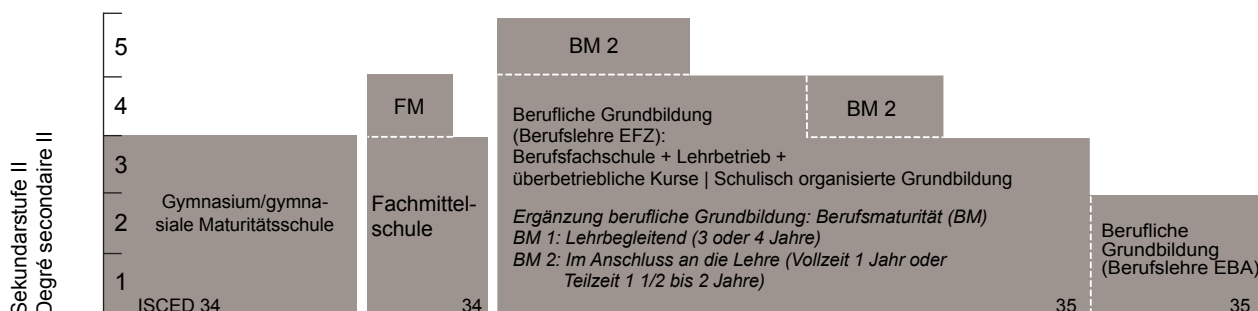 Sekundarstufe II
Degré secondaire II
5
4
3
2
1
Gymnasium/gymna-
siale Maturitätsschule
ISCED 34
FM
Fachmittel-
schule
34
BM 2
BM 2
Berufliche Grundbildung
(Berufslehre EFZ):
Berufsfachschule + Lehrbetrieb +
überbetriebliche Kurse | Schulisch organisierte Grundbildung
Ergänzung berufliche Grundbildung: Berufsmaturität (BM)
BM 1: Lehrbegleitend (3 oder 4 Jahre)
BM 2: Im Anschluss an die Lehre (Vollzeit 1 Jahr oder
Teilzeit 1 1/2 bis 2 Jahre)
35
Berufliche
Grundbildung
(Berufslehre EBA)
35